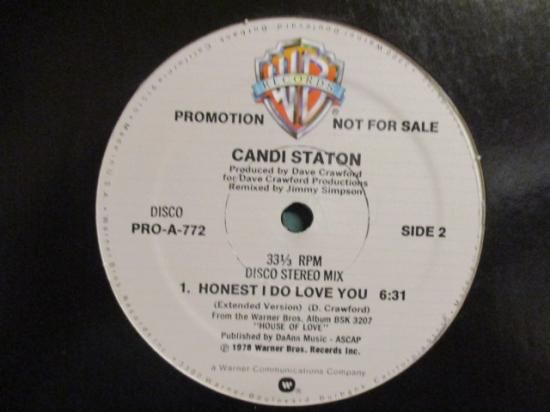 WB
RECORDS
PROMOTION NOT FOR SALE
CANDI STATON
Produced by Dave Crawford
for Dave Crawford Productions
Remixed by Jimmy Simpson
DISCO
PRO-A-772
SIDE 2
33⅓ RPM
DISCO STEREO MIX
1. HONEST I DO LOVE YOU 6:31
(Extended Version) (D. Crawford)
From the Warner Bros. Album BSK 3207
"HOUSE OF LOVE"
Published by DaAnn Music - ASCAP
℗ 1978 Warner Bros. Records Inc.
a Warner Communications Company